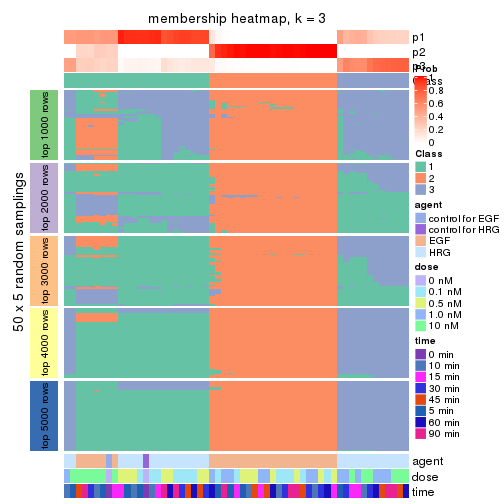 membership heatmap, k = 3
p1
p2
p3
Class
50 x 5 random samplings
top 1000 rows
top 2000 rows
top 3000 rows
top 4000 rows
top 5000 rows
Prob
1
0.8
0.6
0.4
0.2
0
Class
1
2
3
agent
control for EGF
control for HRG
EGF
HRG
dose
0 nM
0.1 nM
0.5 nM
1.0 nM
10 nM
time
0 min
10 min
15 min
30 min
45 min
5 min
60 min
90 min
agent
dose
time